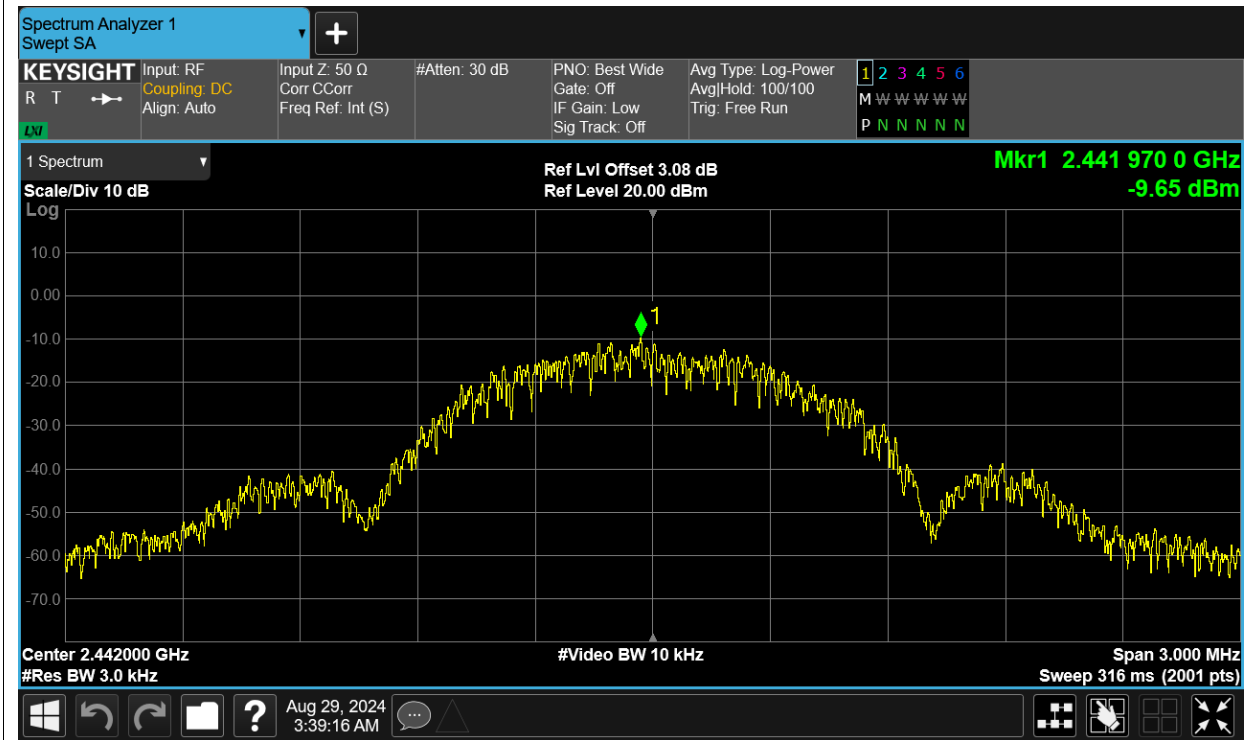 Spectrum Analyzer 1
Swept SA
+
KEYSIGHT
R T
LXI
Input: RF
Coupling: DC
Align: Auto
Input Z: 50 Ω
Corr CCorr
Freq Ref: Int (S)
#Atten: 30 dB
PNO: Best Wide
Gate: Off
IF Gain: Low
Sig Track: Off
Avg Type: Log-Power
Avg|Hold: 100/100
Trig: Free Run
1 2 3 4 5 6
M W W W W W
P N N N N N
1 Spectrum
Scale/Div 10 dB
Log
Ref Lvl Offset 3.08 dB
Ref Level 20.00 dBm
Mkr1 2.441 970 0 GHz
-9.65 dBm
10.0
0.00
-10.0
-20.0
-30.0
-40.0
-50.0
-60.0
-70.0
1
Center 2.442000 GHz
#Res BW 3.0 kHz
#Video BW 10 kHz
Span 3.000 MHz
Sweep 316 ms (2001 pts)
?
Aug 29, 2024
3:39:16 AM